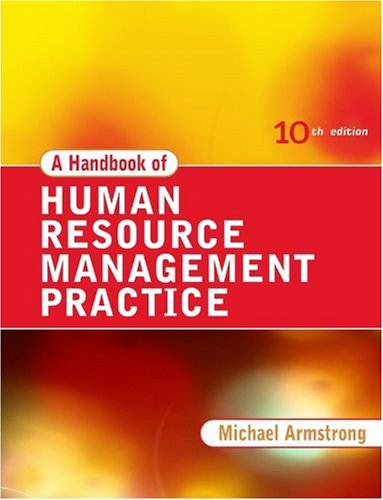 10th edition
A Handbook of
HUMAN
RESOURCE
MANAGEMENT
PRACTICE
Michael Armstrong